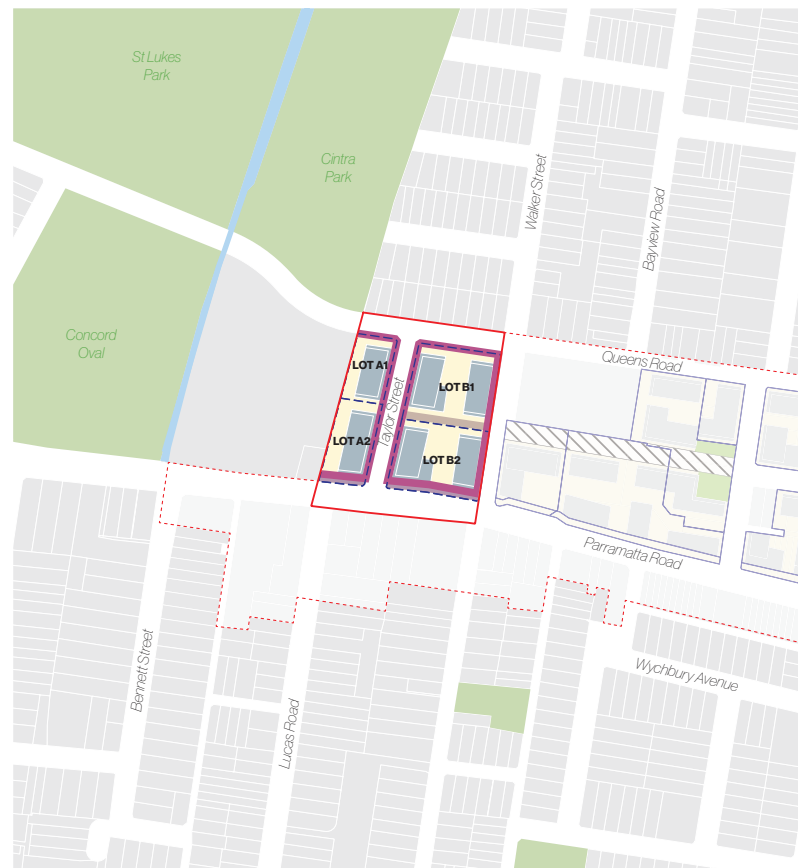 St Lukes
Park
Cintra
Park
Walker Street
Bayview Road
Concord
Oval
Queens Road
LOT A1
LOT B1
Taylor Street
LOT A2
LOT B2
Parramatta Road
Bennett Street
Lucas Road
Wychbury Avenue